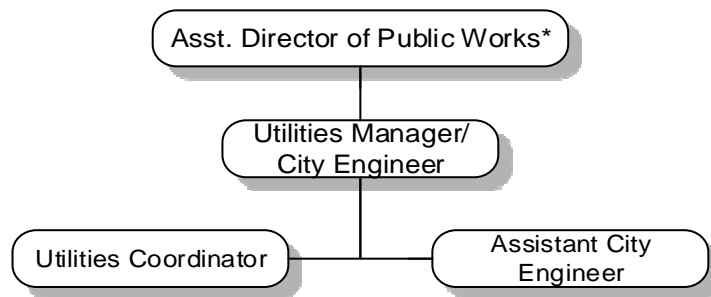 Asst. Director of Public Works*
Utilities Manager/
City Engineer
Utilities Coordinator
Assistant City
Engineer